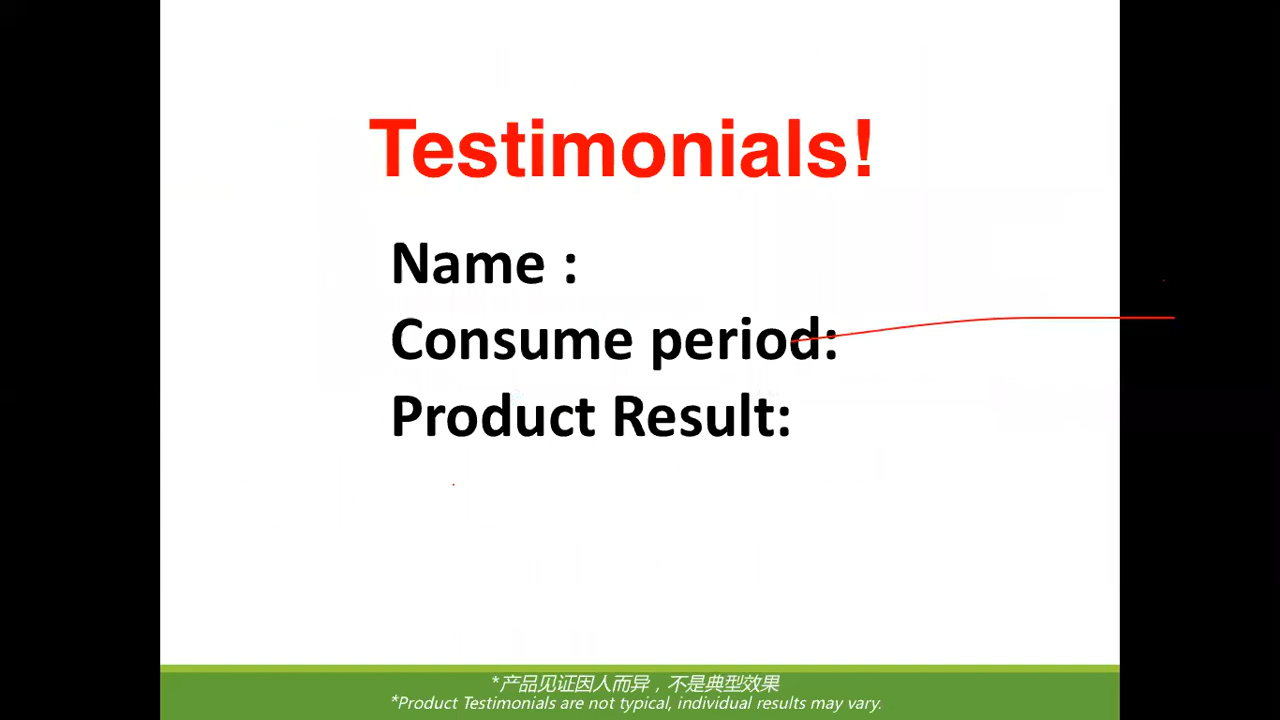 Testimonials!
Name :
Consume period:
Product Result:
*产品见证因人而异，不是典型效果
*Product Testimonials are not typical, individual results may vary.